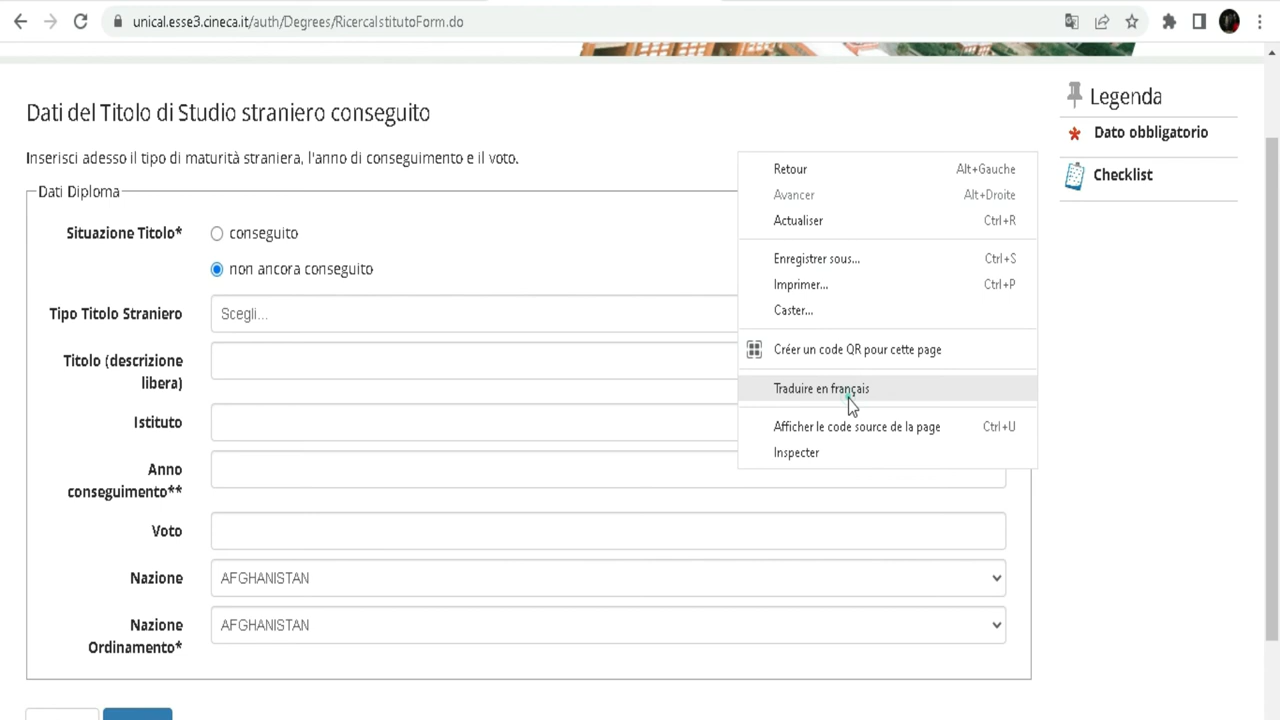 unical.esse3.cineca.it/auth/Degrees/RicercaIstitutoForm.do
Dati del Titolo di Studio straniero conseguito
Inserisci adesso il tipo di maturità straniera, l'anno di conseguimento e il voto.
Dati Diploma
Situazione Titolo*
conseguito
non ancora conseguito
Tipo Titolo Straniero
Scegli...
Titolo (descrizione
libera)
Istituto
Anno
conseguimento**
Voto
Nazione
AFGHANISTAN
Nazione
Ordinamento*
AFGHANISTAN
Retour Alt+Gauche
Avancer Alt+Droite
Actualiser Ctrl+R
Enregistrer sous... Ctrl+S
Imprimer... Ctrl+P
Caster...
Créer un code QR pour cette page
Traduire en français
Afficher le code source de la page Ctrl+U
Inspecter
Legenda
* Dato obbligatorio
Checklist